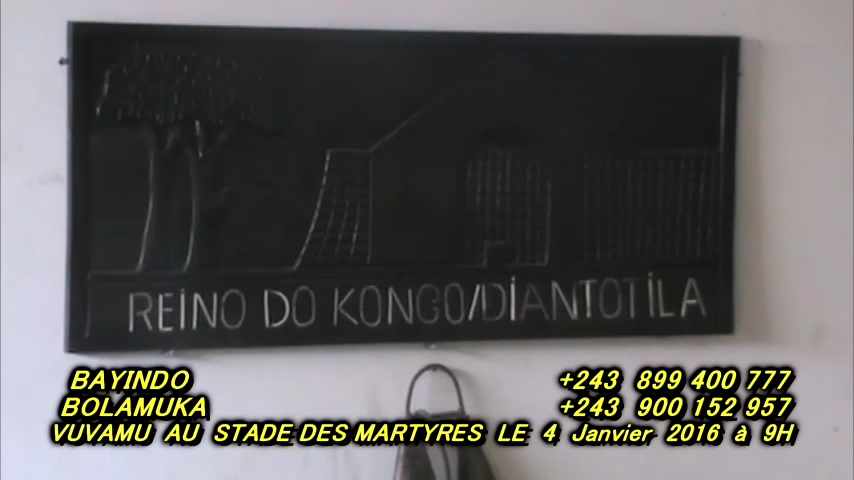 REiNO DO KONGO/DiANTOTiLA
BAYINDO +243 899 400 777
BOLAMUKA +243 900 152 957
VUVAMU AU STADE DES MARTYRES LE 4 Janvier 2016 à 9H